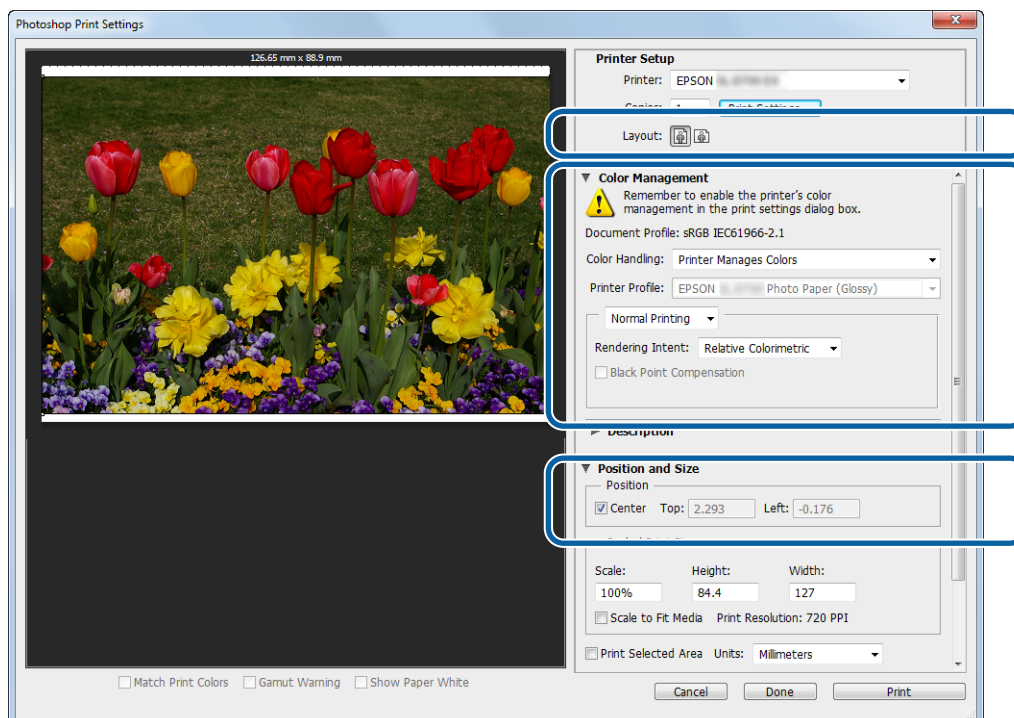 Photoshop Print Settings
126.65 mm x 88.9 mm
Printer Setup
Printer: EPSON
Copies: 1 Print Settings...
Layout:
Color Management
Remember to enable the printer's color
management in the print settings dialog box.
Document Profile: sRGB IEC61966-2.1
Color Handling: Printer Manages Colors
Printer Profile: EPSON Photo Paper (Glossy)
Normal Printing
Rendering Intent: Relative Colorimetric
Black Point Compensation
Description
Position and Size
Position
Center Top: 2.293 Left: -0.176
Scale: Height: Width:
100% 84.4 127
Scale to Fit Media Print Resolution: 720 PPI
Print Selected Area Units: Millimeters
Match Print Colors Gamut Warning Show Paper White
Cancel Done Print